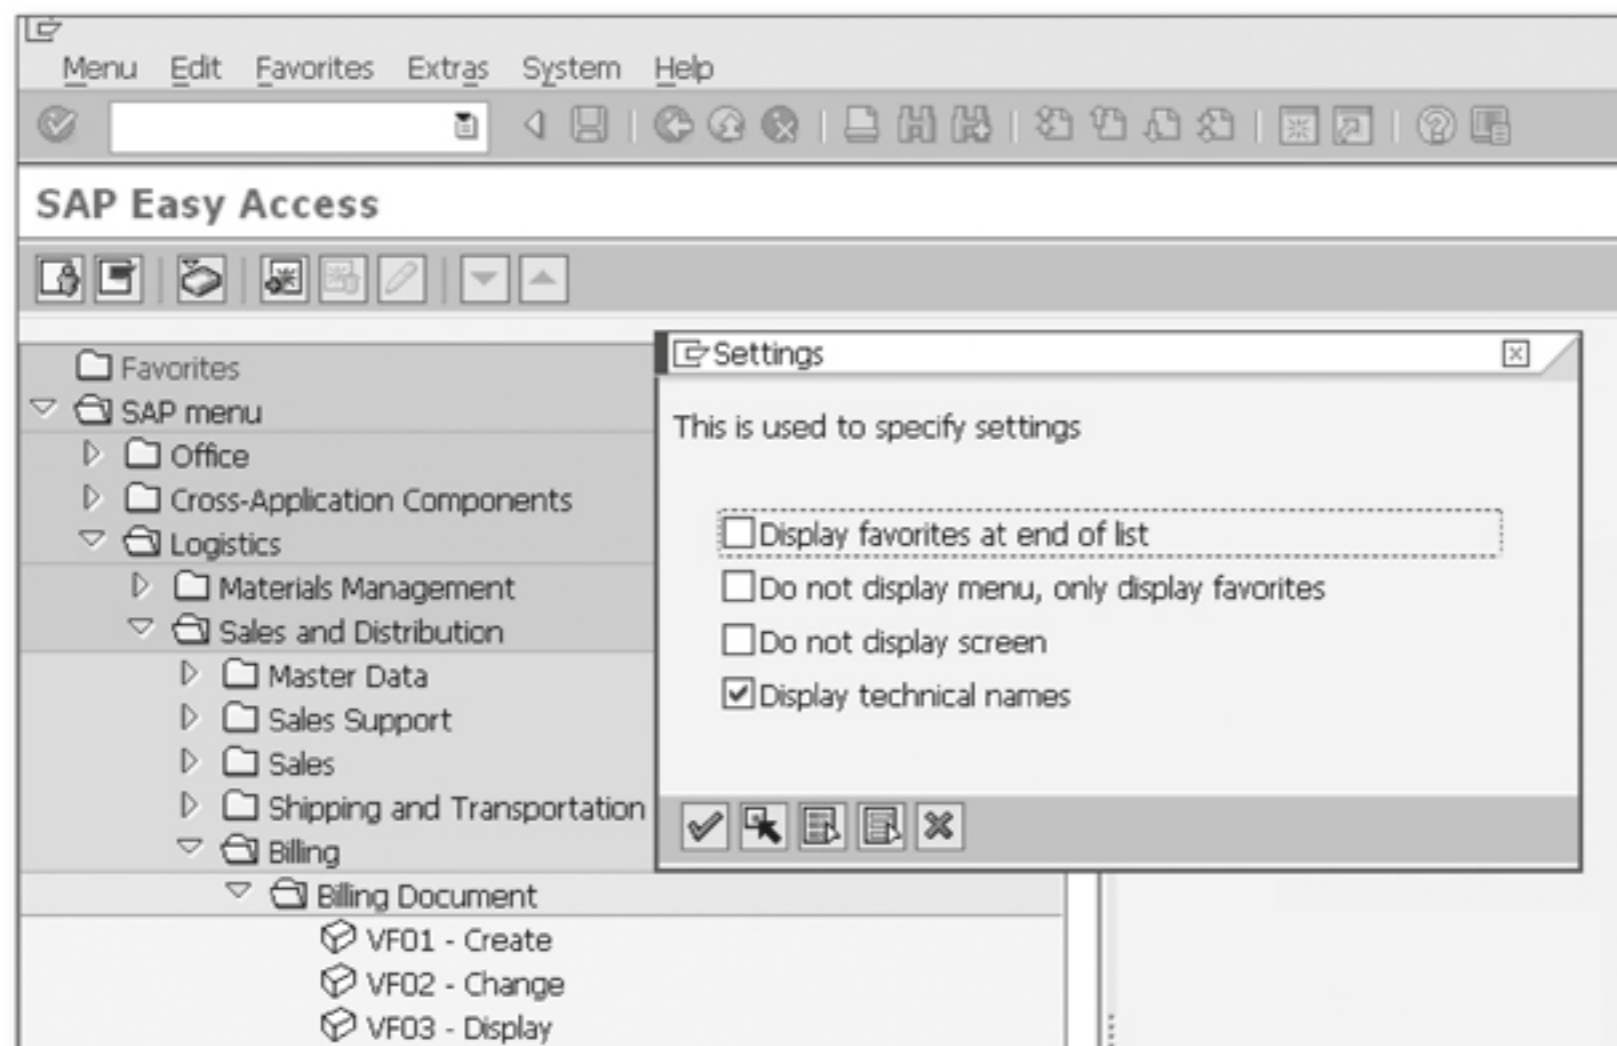 Menu Edit Favorites Extras System Help
SAP Easy Access
Favorites
SAP menu
Office
Cross-Application Components
Logistics
Materials Management
Sales and Distribution
Master Data
Sales Support
Sales
Shipping and Transportation
Billing
Billing Document
VF01 - Create
VF02 - Change
VF03 - Display
Settings
This is used to specify settings
Display favorites at end of list
Do not display menu, only display favorites
Do not display screen
Display technical names